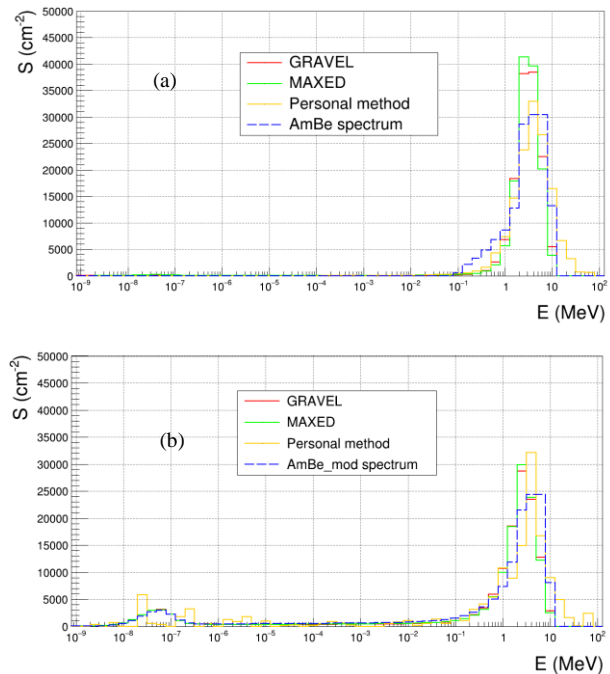 S (cm⁻²)
50000
45000
40000
35000
30000
25000
20000
15000
10000
5000
0
(a)
GRAVEL
MAXED
Personal method
AmBe spectrum
10⁻⁹ 10⁻⁸ 10⁻⁷ 10⁻⁶ 10⁻⁵ 10⁻⁴ 10⁻³ 10⁻² 10⁻¹ 1 10 10²
E (MeV)
S (cm⁻²)
50000
45000
40000
35000
30000
25000
20000
15000
10000
5000
0
(b)
GRAVEL
MAXED
Personal method
AmBe_mod spectrum
10⁻⁹ 10⁻⁸ 10⁻⁷ 10⁻⁶ 10⁻⁵ 10⁻⁴ 10⁻³ 10⁻² 10⁻¹ 1 10 10²
E (MeV)